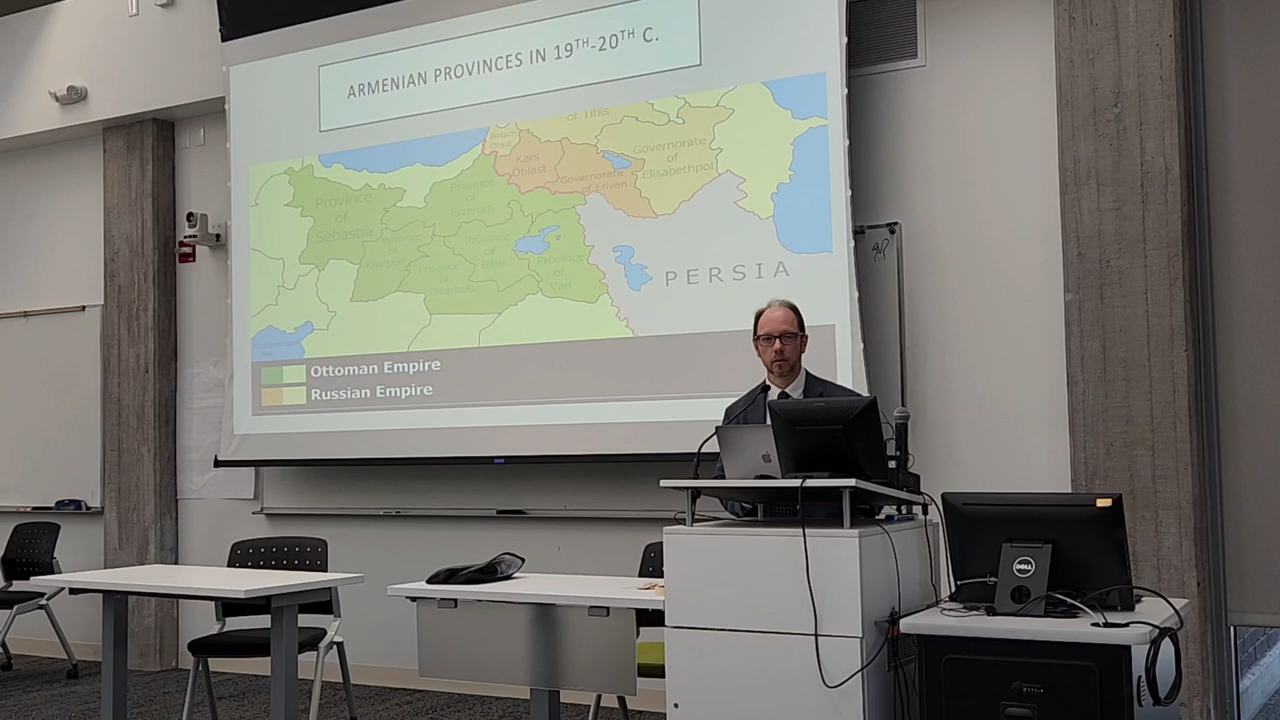 ARMENIAN PROVINCES IN 19TH-20TH C.
of Tiflis
Batum
Oblast
Kars
Oblast
Governorate
of Erivan
Governorate
of Elisabethpol
Province
of
Sebastia
Province
of
Erzerum
Province
of
Kharpert
Province
of
Diyarbekir
Province
of
Bitlis
Province
of
Van
PERSIA
Ottoman Empire
Russian Empire
DELL